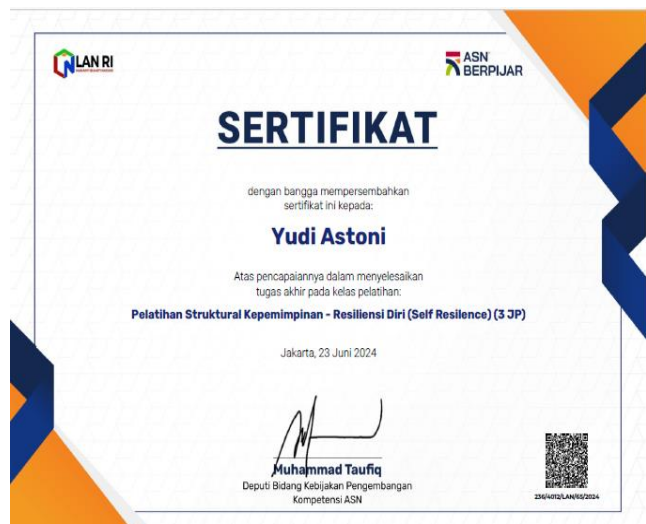 LAN RI
ASN
BERPIJAR
SERTIFIKAT
dengan bangga mempersembahkan
sertifikat ini kepada:
Yudi Astoni
Atas pencapaiannya dalam menyelesaikan
tugas akhir pada kelas pelatihan:
Pelatihan Struktural Kepemimpinan - Resiliensi Diri (Self Resilence) (3 JP)
Jakarta, 23 Juni 2024
Muhammad Taufiq
Deputi Bidang Kebijakan Pengembangan
Kompetensi ASN
236/4012/LAN/65/2024